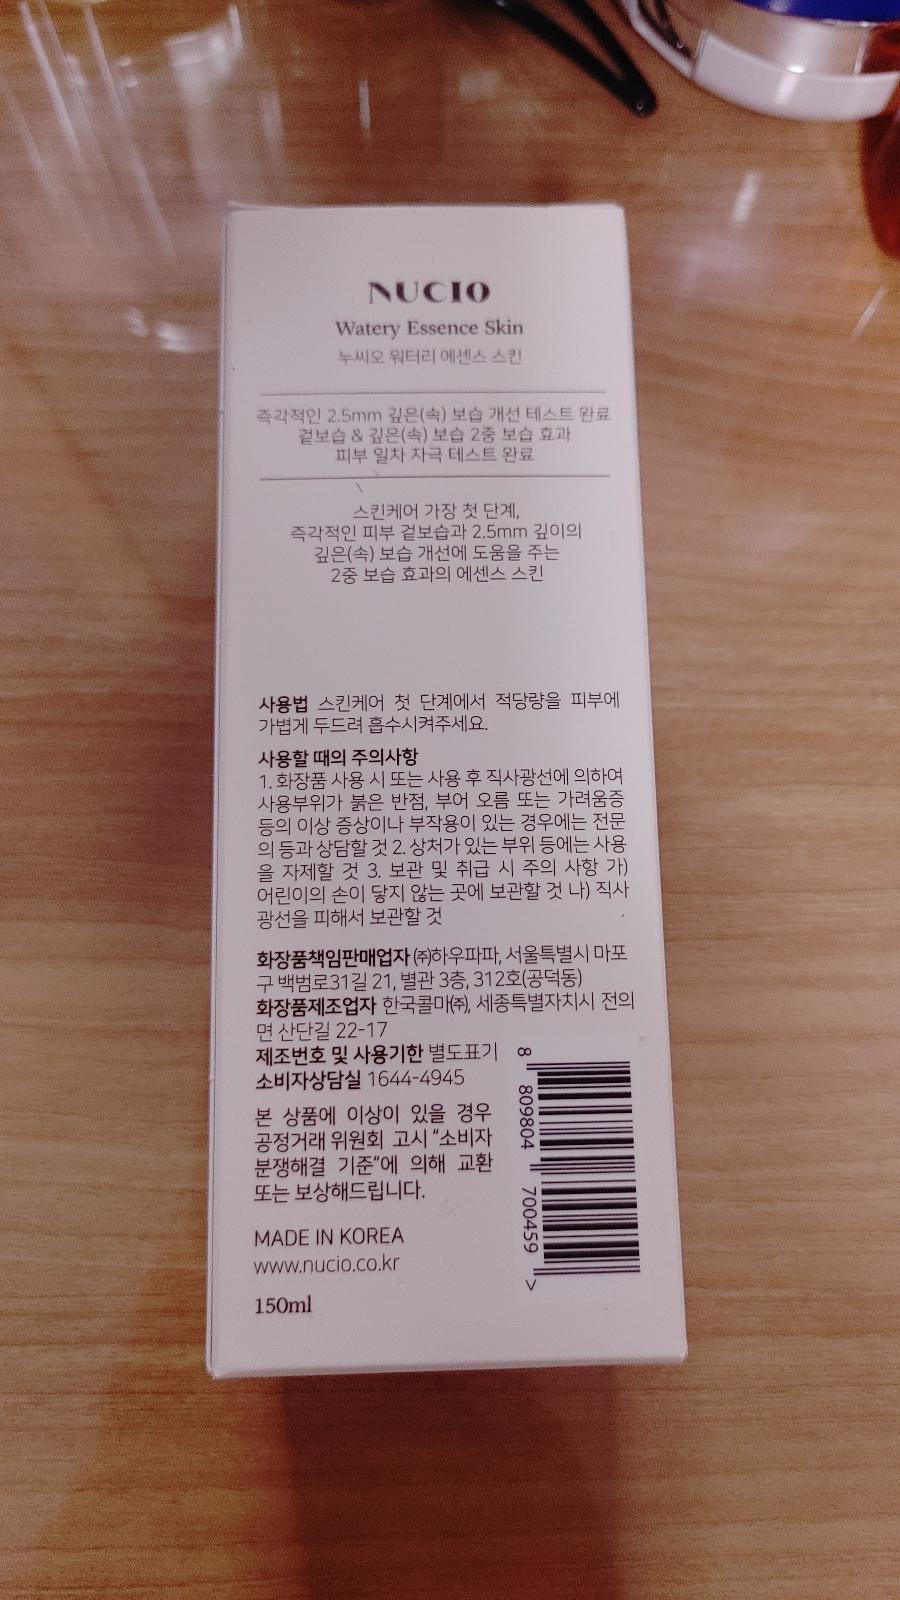 NUCIO
Watery Essence Skin
누씨오 워터리 에센스 스킨
즉각적인 2.5mm 깊은(속) 보습 개선 테스트 완료
겉보습 & 깊은(속) 보습 2중 보습 효과
피부 일차 자극 테스트 완료
스킨케어 가장 첫 단계,
즉각적인 피부 겉보습과 2.5mm 깊이의
깊은(속) 보습 개선에 도움을 주는
2중 보습 효과의 에센스 스킨
사용법 스킨케어 첫 단계에서 적당량을 피부에
가볍게 두드려 흡수시켜주세요.
사용할 때의 주의사항
1. 화장품 사용 시 또는 사용 후 직사광선에 의하여
사용부위가 붉은 반점, 부어 오름 또는 가려움증
등의 이상 증상이나 부작용이 있는 경우에는 전문
의 등과 상담할 것 2. 상처가 있는 부위 등에는 사용
을 자제할 것 3. 보관 및 취급 시 주의 사항 가)
어린이의 손이 닿지 않는 곳에 보관할 것 나) 직사
광선을 피해서 보관할 것
화장품책임판매업자 ㈜하우파파, 서울특별시 마포
구 백범로31길 21, 별관 3층, 312호(공덕동)
화장품제조업자 한국콜마㈜, 세종특별자치시 전의
면 산단길 22-17
제조번호 및 사용기한 별도표기
소비자상담실 1644-4945
본 상품에 이상이 있을 경우
공정거래 위원회 고시 "소비자
분쟁해결 기준"에 의해 교환
또는 보상해드립니다.
MADE IN KOREA
www.nucio.co.kr
150ml
8 809804 700459 >